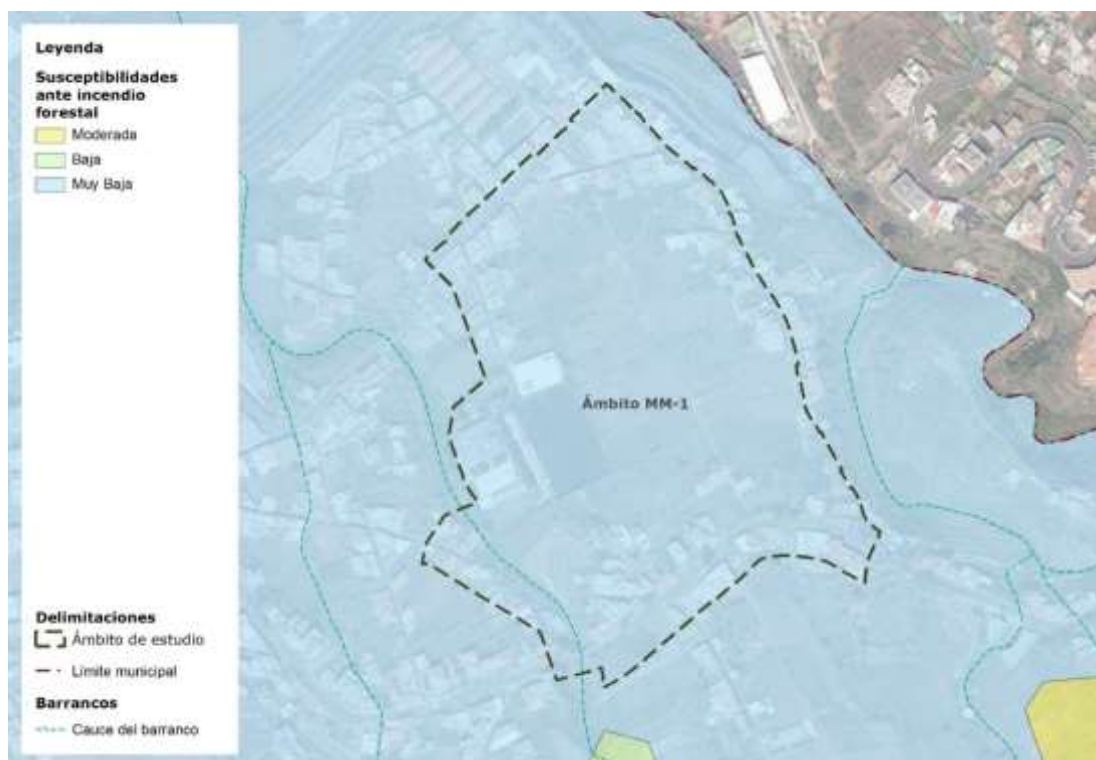 Leyenda
Susceptibilidades
ante incendio
forestal
Moderada
Baja
Muy Baja
Ámbito MM-1
Delimitaciones
Ámbito de estudio
Límite municipal
Barrancos
Cauce del barranco